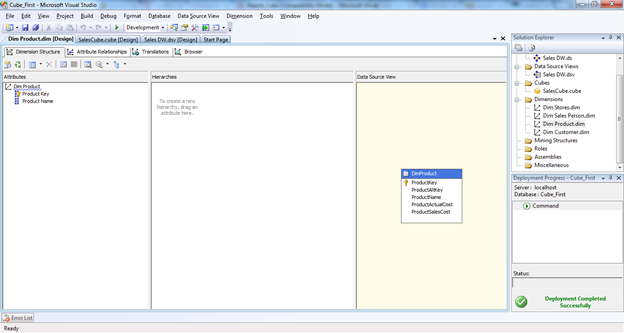 Cube_First - Microsoft Visual Studio
File Edit View Project Build Debug Format Database Data Source View Dimension Tools Window Help
Development
Dim Product.dim [Design] SalesCube.cube [Design] Sales DW.dsv [Design] Start Page
Dimension Structure Attribute Relationships Translations Browser
Attributes
Dim Product
Product Key
Product Name
Hierarchies
To create a new
hierarchy, drag an
attribute here.
Data Source View
DimProduct
ProductKey
ProductAltKey
ProductName
ProductActualCost
ProductSalesCost
Solution Explorer
Sales DW.ds
Data Source Views
Sales DW.dsv
Cubes
SalesCube.cube
Dimensions
Dim Stores.dim
Dim Sales Person.dim
Dim Product.dim
Dim Customer.dim
Mining Structures
Roles
Assemblies
Miscellaneous
Deployment Progress - Cube_First
Server : localhost
Database : Cube_First
Command
Status:
Deployment Completed
Successfully
Error List
Ready